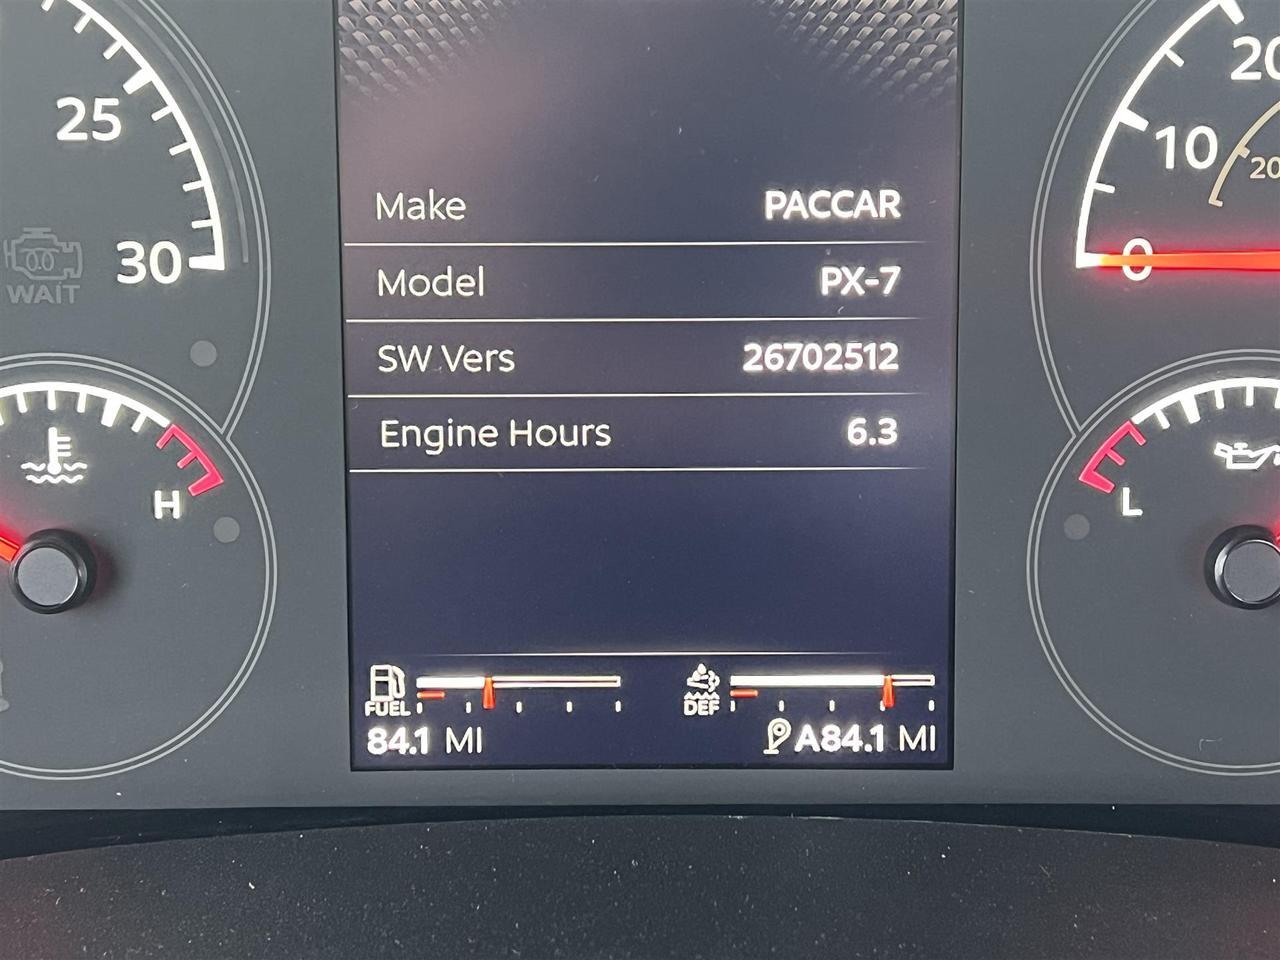 20
25
10
20
Make PACCAR
30
0
WAIT
Model PX-7
SW Vers 26702512
Engine Hours 6.3
H
L
FUEL
DEF
84.1 MI
A84.1 MI